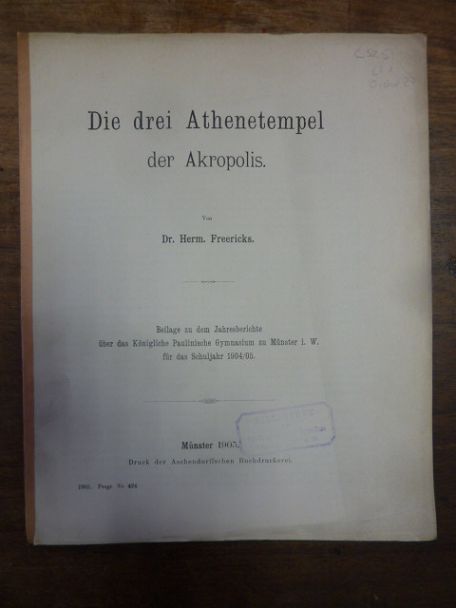 Die drei Athenetempel
der Akropolis.
Von
Dr. Herm. Freericks.
Beilage zu dem Jahresberichte
über das Königliche Paulinische Gymnasium zu Münster i. W.
für das Schuljahr 1904/05.
Münster 1905.
Druck der Aschendorffschen Buchdruckerei.
1905. Progr. Nr. 424